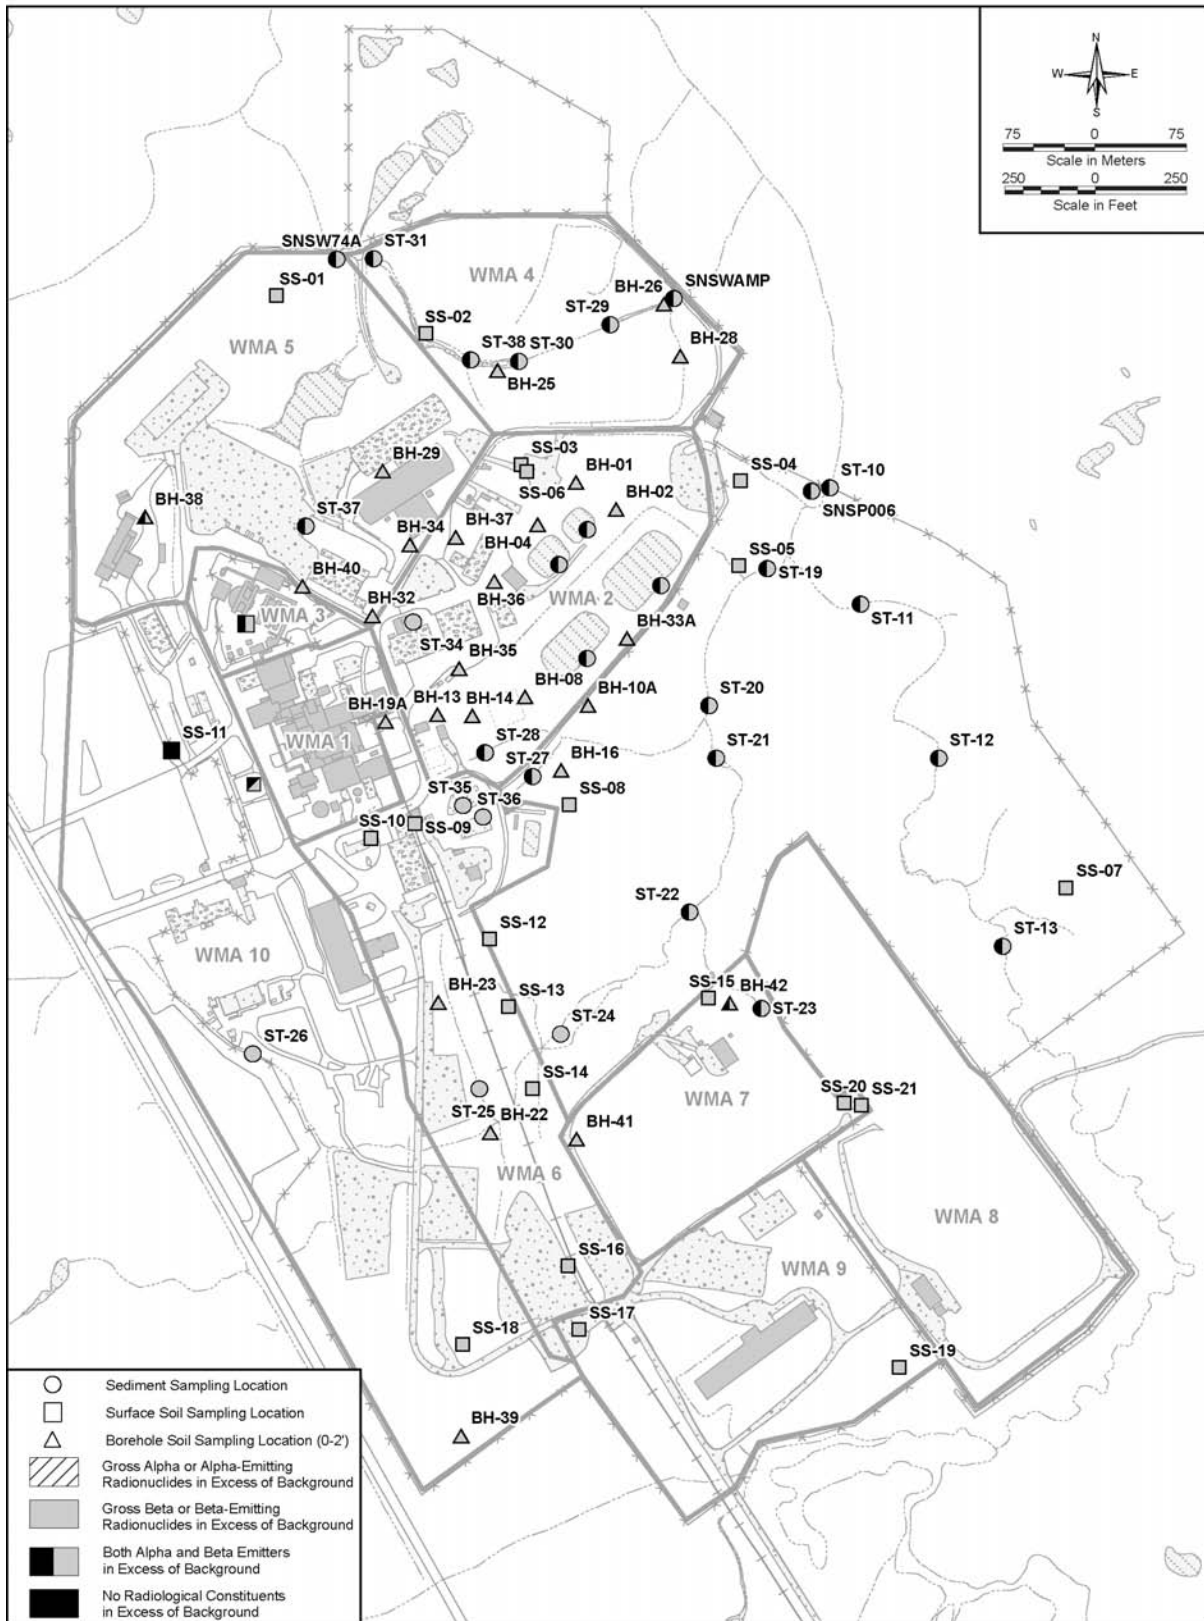 N
W E
S
75 0 75
Scale in Meters
250 0 250
Scale in Feet
SNSW74A
ST-31
SS-01
WMA 4
BH-26
SNSWAMP
ST-29
SS-02
WMA 5
ST-38
ST-30
BH-28
BH-25
SS-03
BH-29
BH-01
SS-04
ST-10
SS-06
BH-02
SNSP006
BH-38
ST-37
BH-37
BH-34
BH-04
SS-05
ST-19
BH-40
BH-36
WMA 2
BH-32
ST-11
WMA 3
ST-34
BH-33A
BH-35
BH-08
BH-10A
ST-20
BH-13
BH-14
BH-19A
SS-11
WMA 1
ST-28
ST-21
ST-12
ST-27
BH-16
ST-35
SS-08
ST-36
SS-10
SS-09
SS-07
ST-22
SS-12
ST-13
WMA 10
SS-15
BH-42
BH-23
SS-13
ST-24
ST-23
ST-26
SS-14
SS-20
SS-21
WMA 7
ST-25
BH-22
BH-41
WMA 6
WMA 8
SS-16
WMA 9
SS-17
SS-18
SS-19
BH-39
Sediment Sampling Location
Surface Soil Sampling Location
Borehole Soil Sampling Location (0-2')
Gross Alpha or Alpha-Emitting
Radionuclides in Excess of Background
Gross Beta or Beta-Emitting
Radionuclides in Excess of Background
Both Alpha and Beta Emitters
in Excess of Background
No Radiological Constituents
in Excess of Background